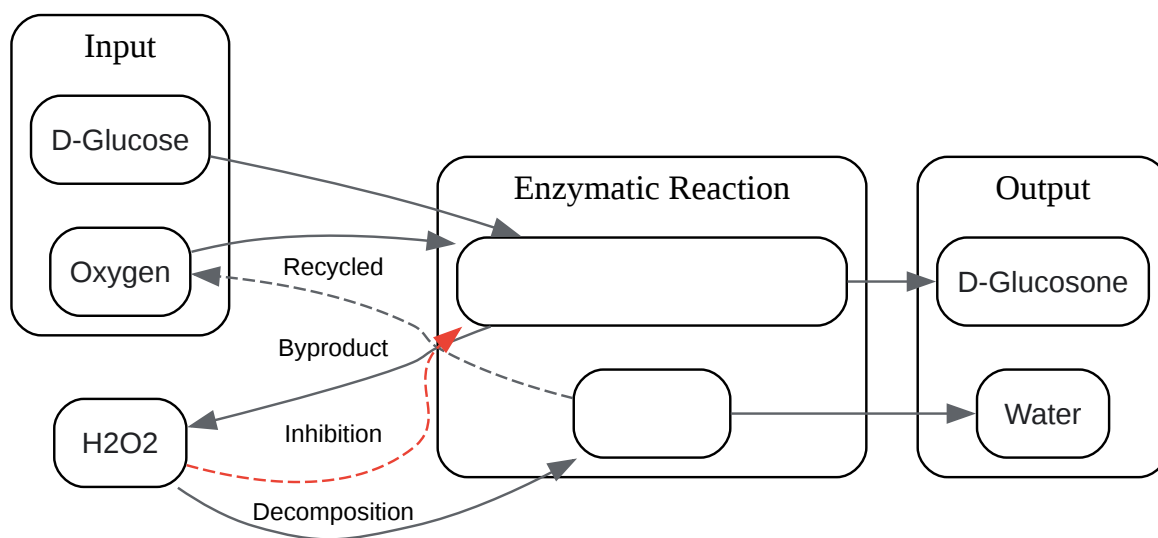 Input
D-Glucose
Oxygen
Enzymatic Reaction
Output
D-Glucosone
Water
Recycled
Byproduct
H2O2
Inhibition
Decomposition